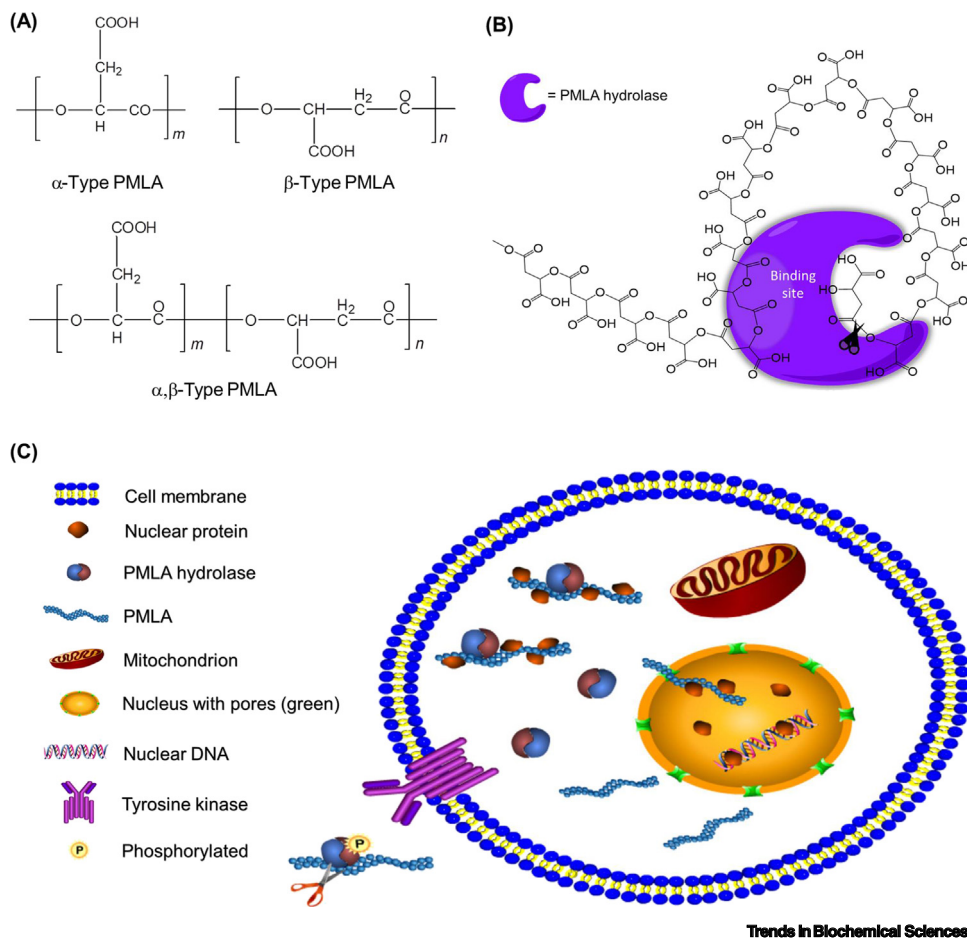 (A)
COOH
CH2
O
C
CO
H
m
α-Type PMLA
O
CH
H2
C
O
C
COOH
n
β-Type PMLA
COOH
CH2
O
C
H
O
C
m
O
CH
H2
C
O
C
COOH
n
α,β-Type PMLA
(B)
= PMLA hydrolase
Binding
site
(C)
Cell membrane
Nuclear protein
PMLA hydrolase
PMLA
Mitochondrion
Nucleus with pores (green)
Nuclear DNA
Tyrosine kinase
P
Phosphorylated
P
Trends in Biochemical Sciences